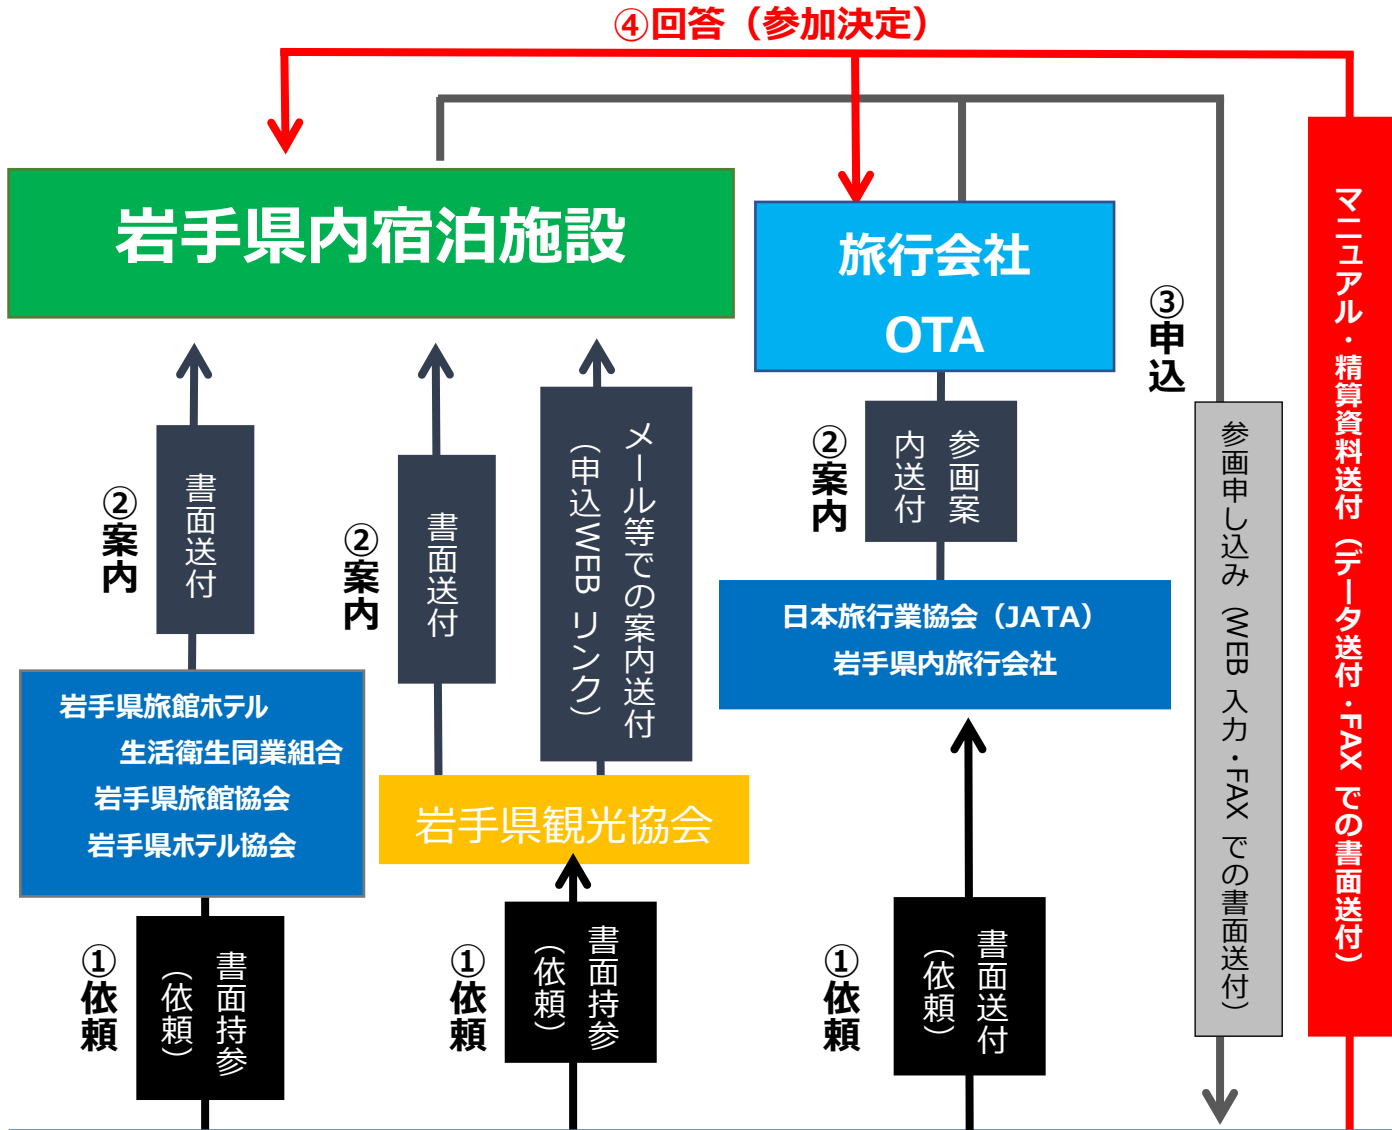 ④回答（参加決定）
岩手県内宿泊施設
旅行会社
OTA
③申込
マニュアル・精算資料送付（データ送付・FAX での書面送付）
参画申し込み（WEB 入力・FAX での書面送付）
②案内
書面送付
②案内
書面送付
メール等での案内送付
（申込WEB リンク）
②案内
参画案
内送付
日本旅行業協会（JATA）
岩手県内旅行会社
岩手県旅館ホテル
生活衛生同業組合
岩手県旅館協会
岩手県ホテル協会
岩手県観光協会
①依頼
書面持参
（依頼）
①依頼
書面持参
（依頼）
①依頼
書面送付
（依頼）